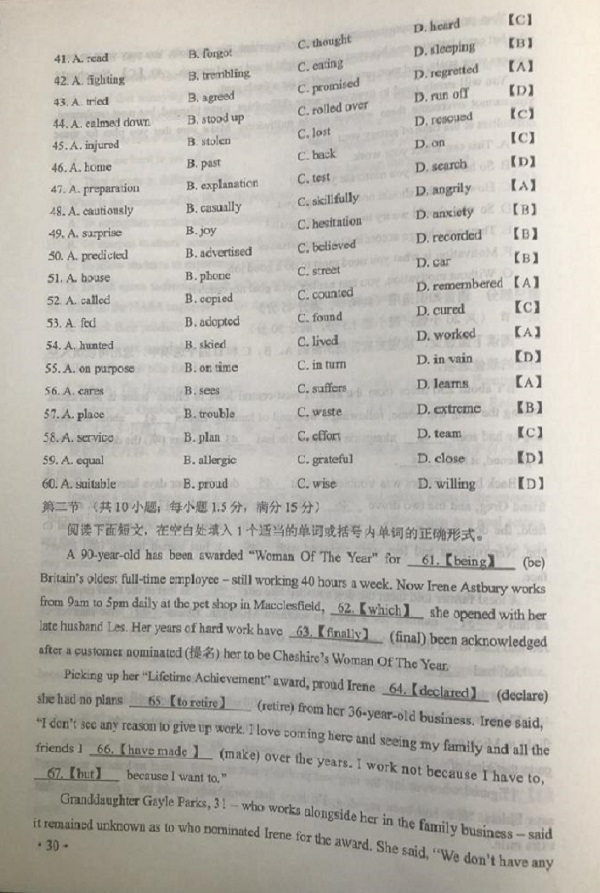 41. A. read B. forgot C. thought D. heard 【C】
42. A. fighting B. trembling C. eating D. sleeping 【B】
43. A. tried B. agreed C. promised D. regretted 【A】
44. A. calmed down B. stood up C. rolled over D. run off 【D】
45. A. injured B. stolen C. lost D. rescued 【C】
46. A. home B. past C. back D. on 【C】
47. A. preparation B. explanation C. test D. search 【D】
48. A. cautiously B. casually C. skillfully D. angrily 【A】
49. A. surprise B. joy C. hesitation D. anxiety 【B】
50. A. predicted B. advertised C. believed D. recorded 【B】
51. A. house B. phone C. street D. car 【B】
52. A. called B. copied C. counted D. remembered 【A】
53. A. fed B. adopted C. found D. cured 【C】
54. A. hunted B. skied C. lived D. worked 【A】
55. A. on purpose B. on time C. in turn D. in vain 【D】
56. A. cares B. sees C. suffers D. learns 【A】
57. A. place B. trouble C. waste D. extreme 【B】
58. A. service B. plan C. effort D. team 【C】
59. A. equal B. allergic C. grateful D. close 【D】
60. A. suitable B. proud C. wise D. willing 【D】
第二节 (共10小题;每小题1.5分,满分15分)
阅读下面短文,在空白处填入1个适当的单词或括号内单词的正确形式。
A 90-year-old has been awarded "Woman Of The Year" for 61.【being】 (be)
Britain's oldest full-time employee – still working 40 hours a week. Now Irene Astbury works
from 9am to 5pm daily at the pet shop in Macclesfield, 62.【which】 she opened with her
late husband Les. Her years of hard work have 63.【finally】 (final) been acknowledged
after a customer nominated (提名) her to be Cheshire's Woman Of The Year.
Picking up her "Lifetime Achievement" award, proud Irene 64.【declared】 (declare)
she had no plans 65.【to retire】 (retire) from her 36-year-old business. Irene said,
"I don't see any reason to give up work. I love coming here and seeing my family and all the
friends I 66.【have made】 (make) over the years. I work not because I have to,
67.【but】 because I want to."
Granddaughter Gayle Parks, 31 – who works alongside her in the family business – said
it remained unknown as to who nominated Irene for the award. She said, "We don't have any
· 30 ·